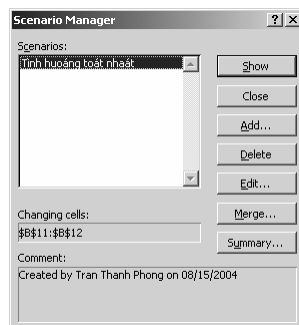 Scenario Manager
Scenarios:
Tình huoáng toát nhaát
Show
Close
Add...
Delete
Edit...
Merge...
Summary...
Changing cells:
$B$11:$B$12
Comment:
Created by Tran Thanh Phong on 08/15/2004